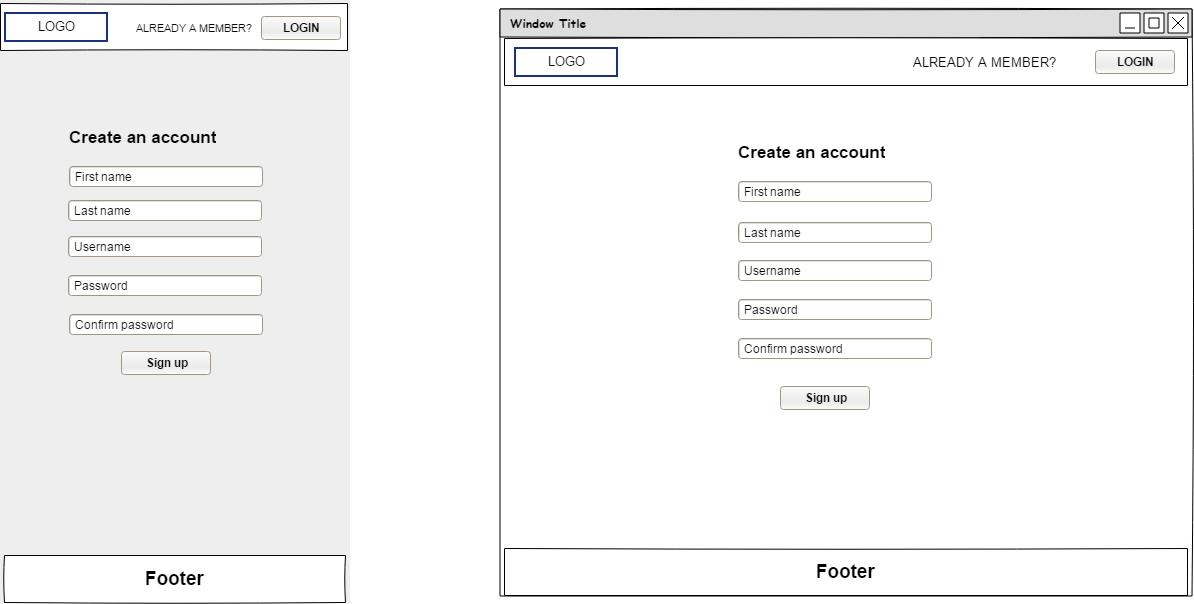 LOGO
ALREADY A MEMBER?
LOGIN
Create an account
First name
Last name
Username
Password
Confirm password
Sign up
Footer
Window Title
LOGO
ALREADY A MEMBER?
LOGIN
Create an account
First name
Last name
Username
Password
Confirm password
Sign up
Footer